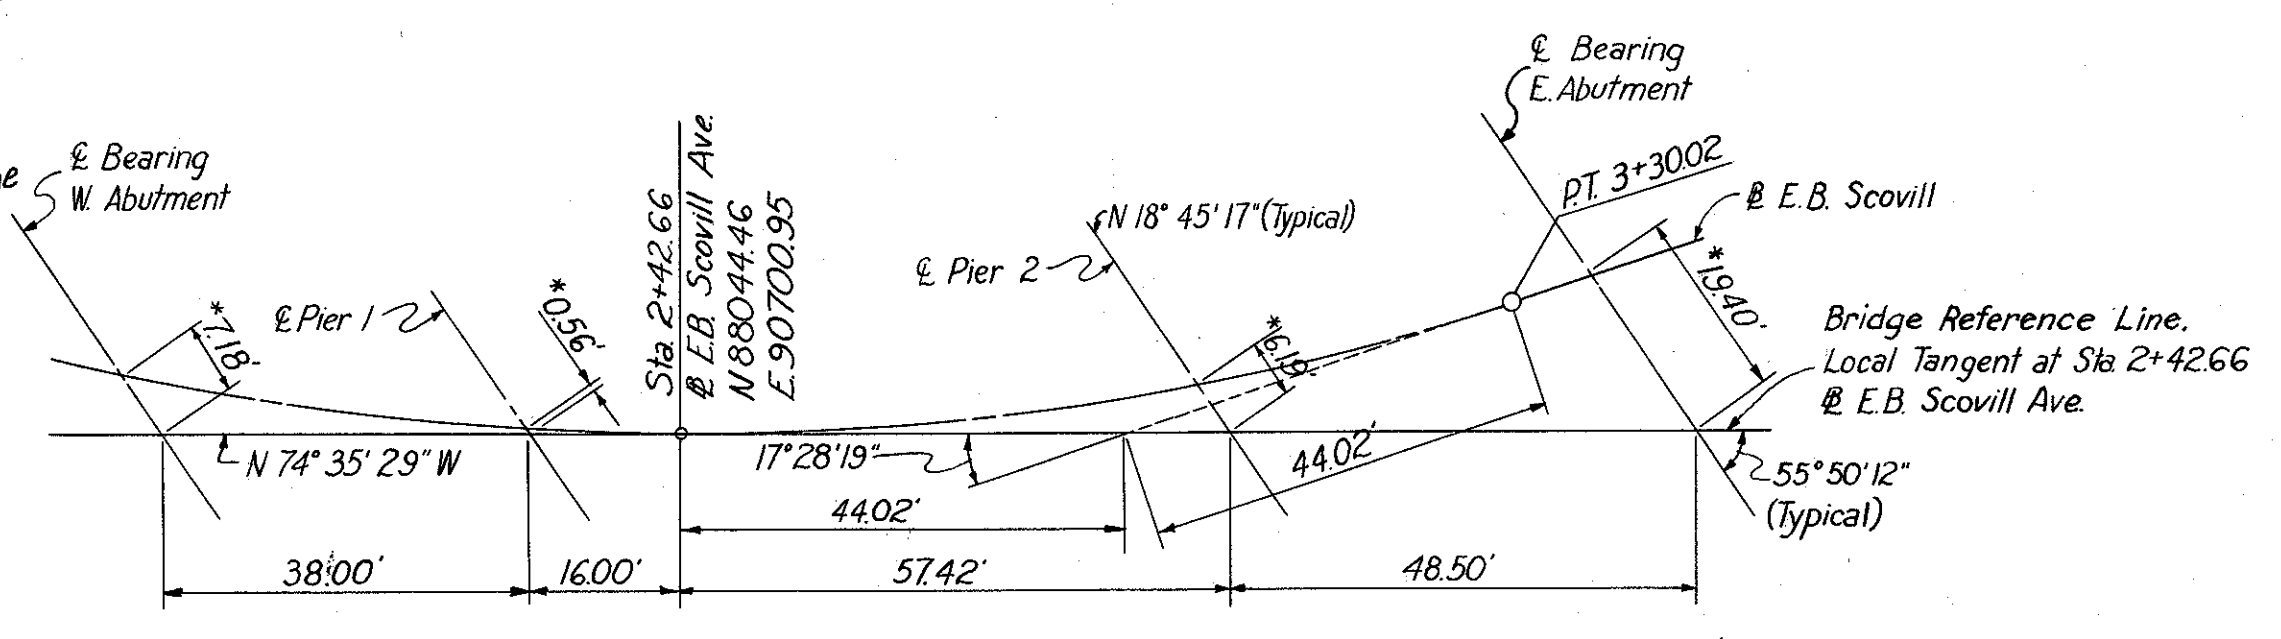 ℄ Bearing
W. Abutment
℄ Pier 1
*7.18'
*0.56'
Sta. 2+42.66
℔ E.B. Scovill Ave.
N 88044.46
E. 90700.95
N 18° 45' 17" (Typical)
℄ Pier 2
*6.19'
℄ Bearing
E. Abutment
P.T. 3+30.02
℔ E.B. Scovill
*19.40'
Bridge Reference Line.
Local Tangent at Sta. 2+42.66
℔ E.B. Scovill Ave.
N 74° 35' 29" W
17° 28' 19"
44.02'
55° 50' 12"
(Typical)
44.02'
38.00'
16.00'
57.42'
48.50'